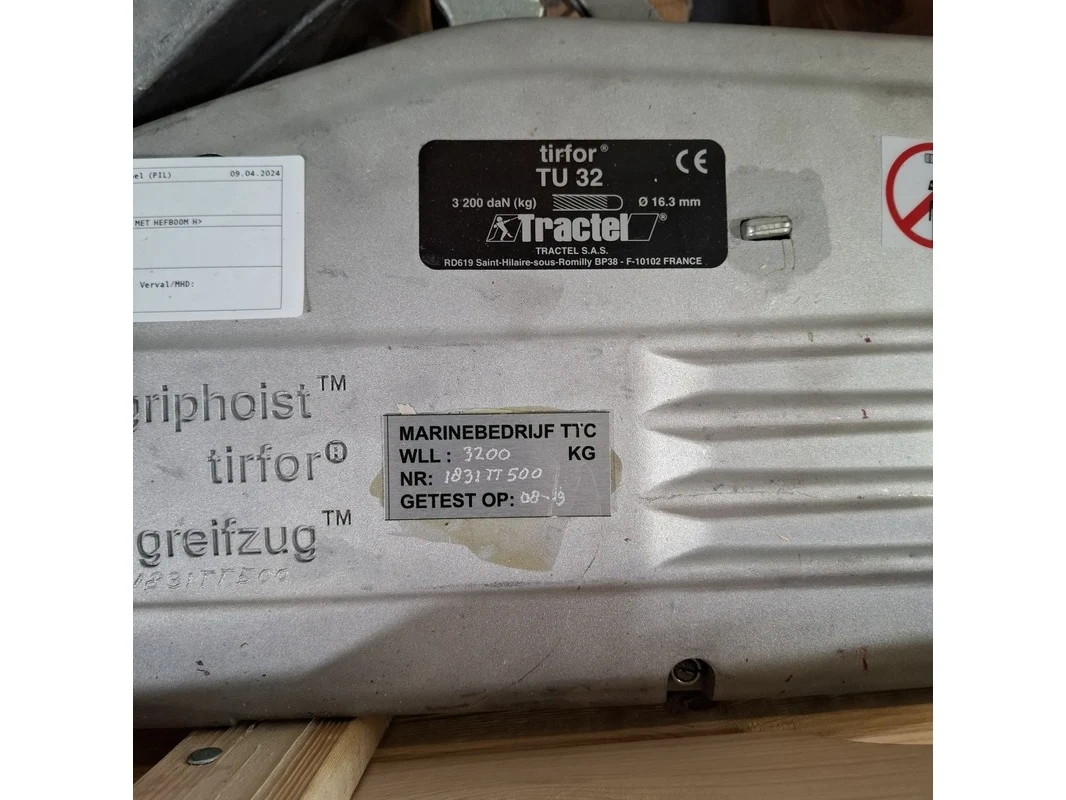 tirfor®
TU 32
CE
3 200 daN (kg) Ø 16.3 mm
Tractel®
TRACTEL S.A.S.
RD619 Saint-Hilaire-sous-Romilly BP38 - F-10102 FRANCE
(PIL) 09.04.2024
MET HEFBOOM H>
Verval/MHD:
griphoist™
tirfor®
greifzug™
1831TT500
MARINEBEDRIJF TTC
WLL: 3200 KG
NR: 1831TT500
GETEST OP: 08-19